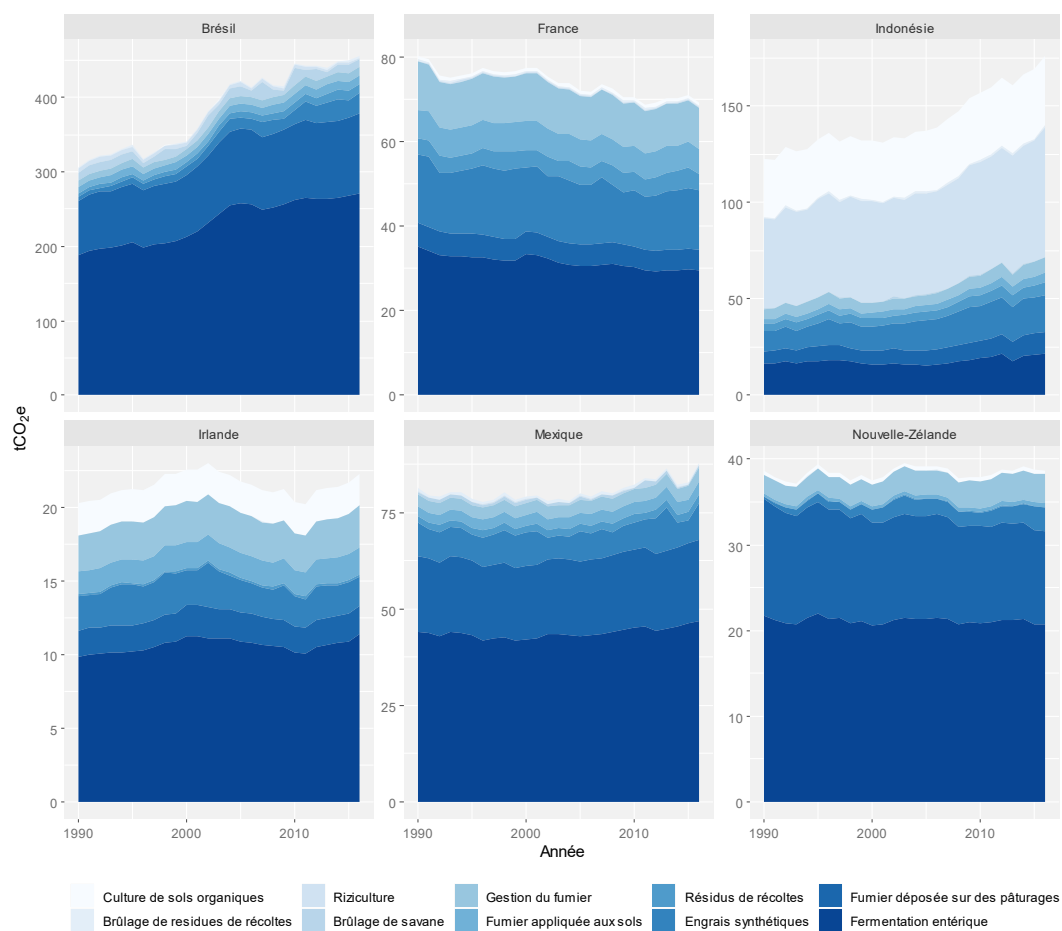 Brésil
France
Indonésie
400
300
200
100
0
80
60
40
20
0
150
100
50
0
tCO₂e
Irlande
Mexique
Nouvelle-Zélande
20
15
10
5
0
75
50
25
0
40
30
20
10
0
1990
2000
2010
1990
2000
2010
1990
2000
2010
Année
Culture de sols organiques
Riziculture
Gestion du fumier
Résidus de récoltes
Fumier déposée sur des pâturages
Brûlage de residues de récoltes
Brûlage de savane
Fumier appliquée aux sols
Engrais synthétiques
Fermentation entérique